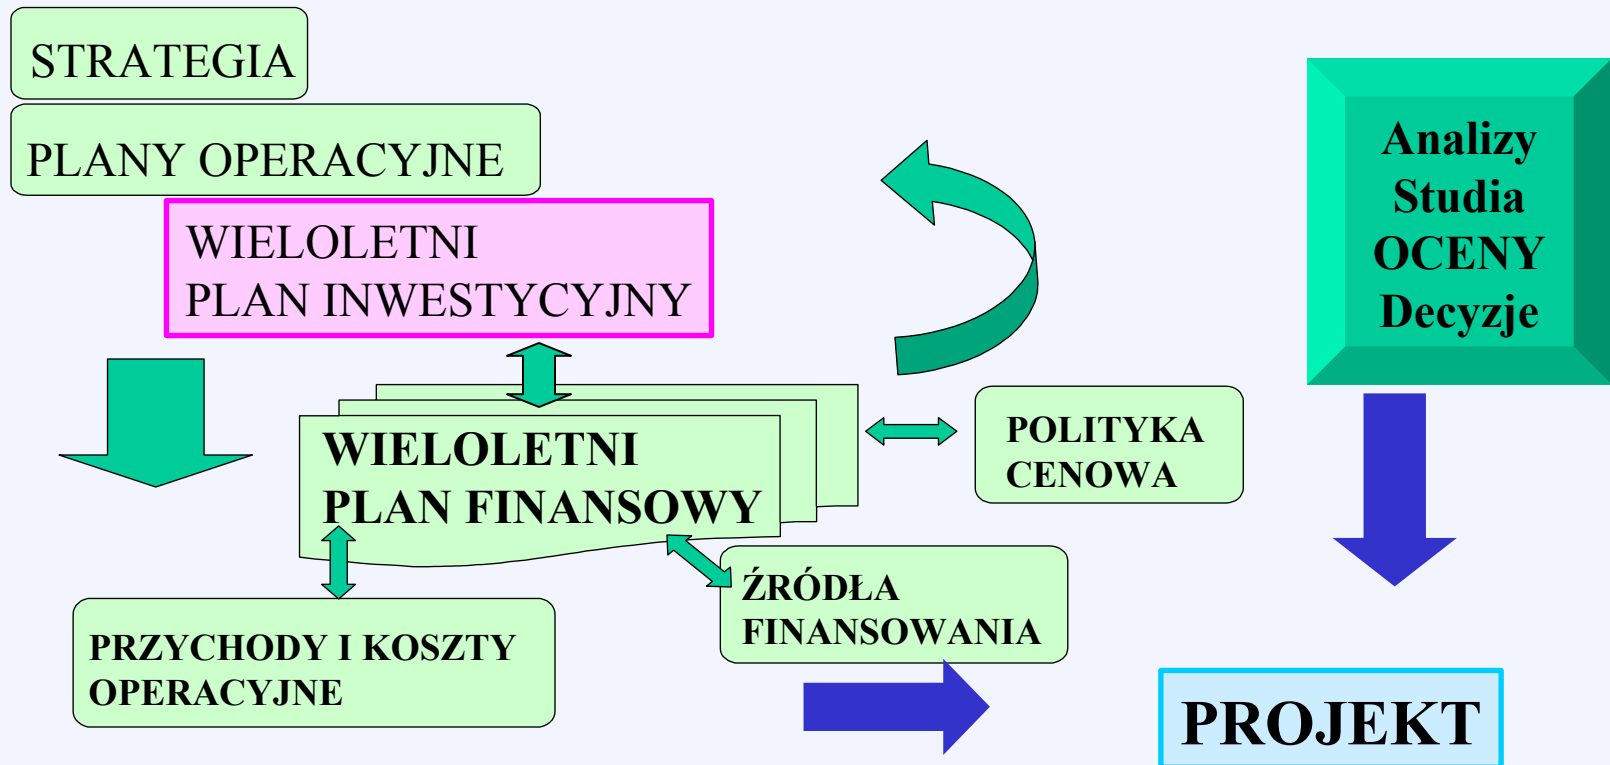 STRATEGIA
PLANY OPERACYJNE
WIELOLETNI
PLAN INWESTYCYJNY
WIELOLETNI
PLAN FINANSOWY
POLITYKA
CENOWA
ŹRÓDŁA
FINANSOWANIA
PRZYCHODY I KOSZTY
OPERACYJNE
Analizy
Studia
OCENY
Decyzje
PROJEKT